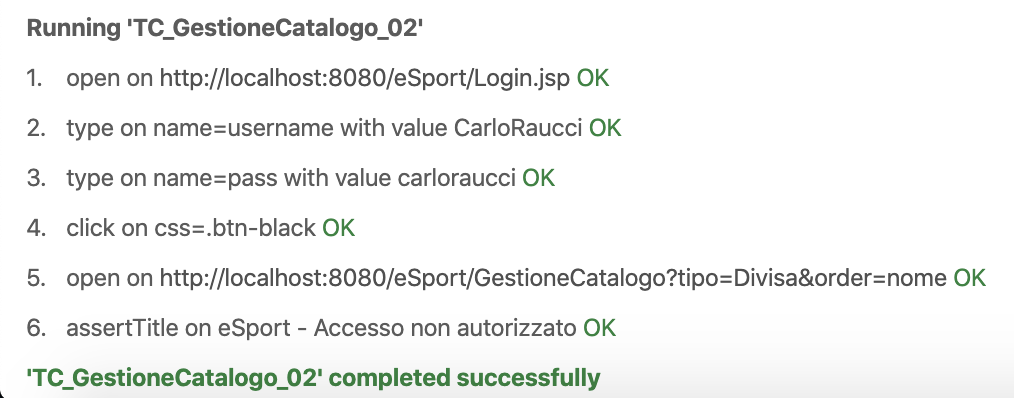 Running 'TC_GestioneCatalogo_02'
1. open on http://localhost:8080/eSport/Login.jsp OK
2. type on name=username with value CarloRaucci OK
3. type on name=pass with value carloraucci OK
4. click on css=.btn-black OK
5. open on http://localhost:8080/eSport/GestioneCatalogo?tipo=Divisa&order=nome OK
6. assertTitle on eSport - Accesso non autorizzato OK
'TC_GestioneCatalogo_02' completed successfully